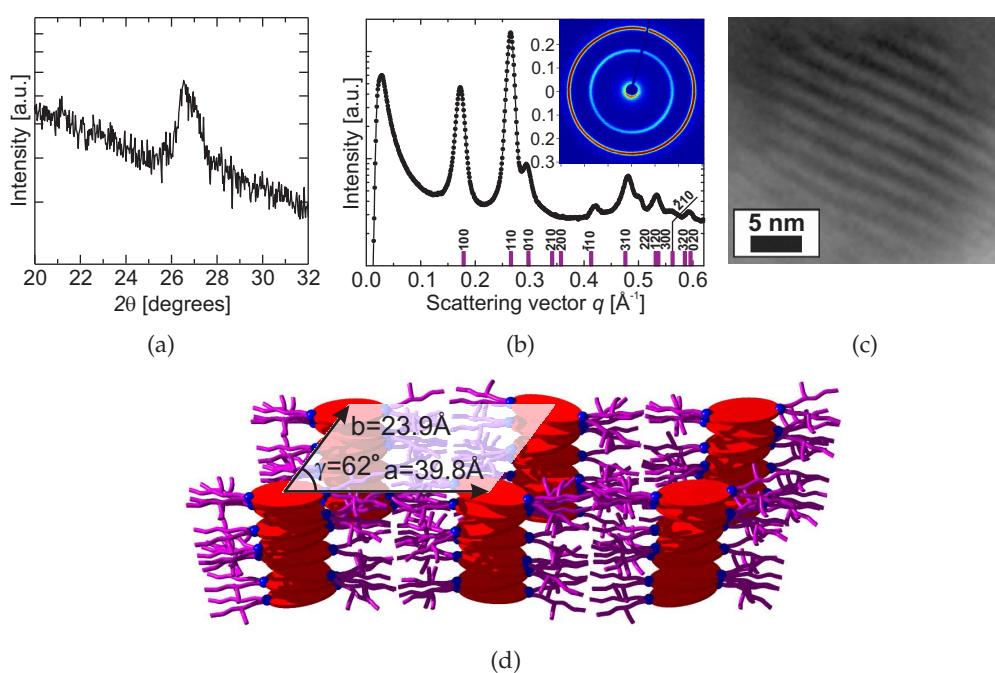 Intensity [a.u.]
20 22 24 26 28 30 32
2θ [degrees]
(a)
Intensity [a.u.]
0.2
0.1
0
0.1
0.2
0.3
100
110
010
210
200
1̄10
310
220
120
300
2̄10
320
020
0.0 0.1 0.2 0.3 0.4 0.5 0.6
Scattering vector q [Å⁻¹]
(b)
5 nm
(c)
b=23.9Å
γ=62° a=39.8Å
(d)